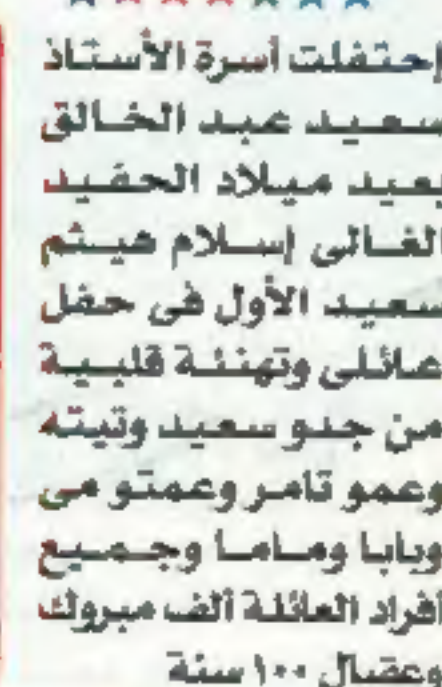 إحتفلت أسرة الأستاذ
سعيد عبد الخالق
بعيد ميلاد الحفيد
الغالى إسلام هيثم
سعيد الأول فى حفل
عائلى وتهنئة قلبية
من جدو سعيد وتيته
وعمو تامر وعمتو مى
وبابا وماما وجميع
أفراد العائلة ألف مبروك
وعقبال ١٠٠ سنة